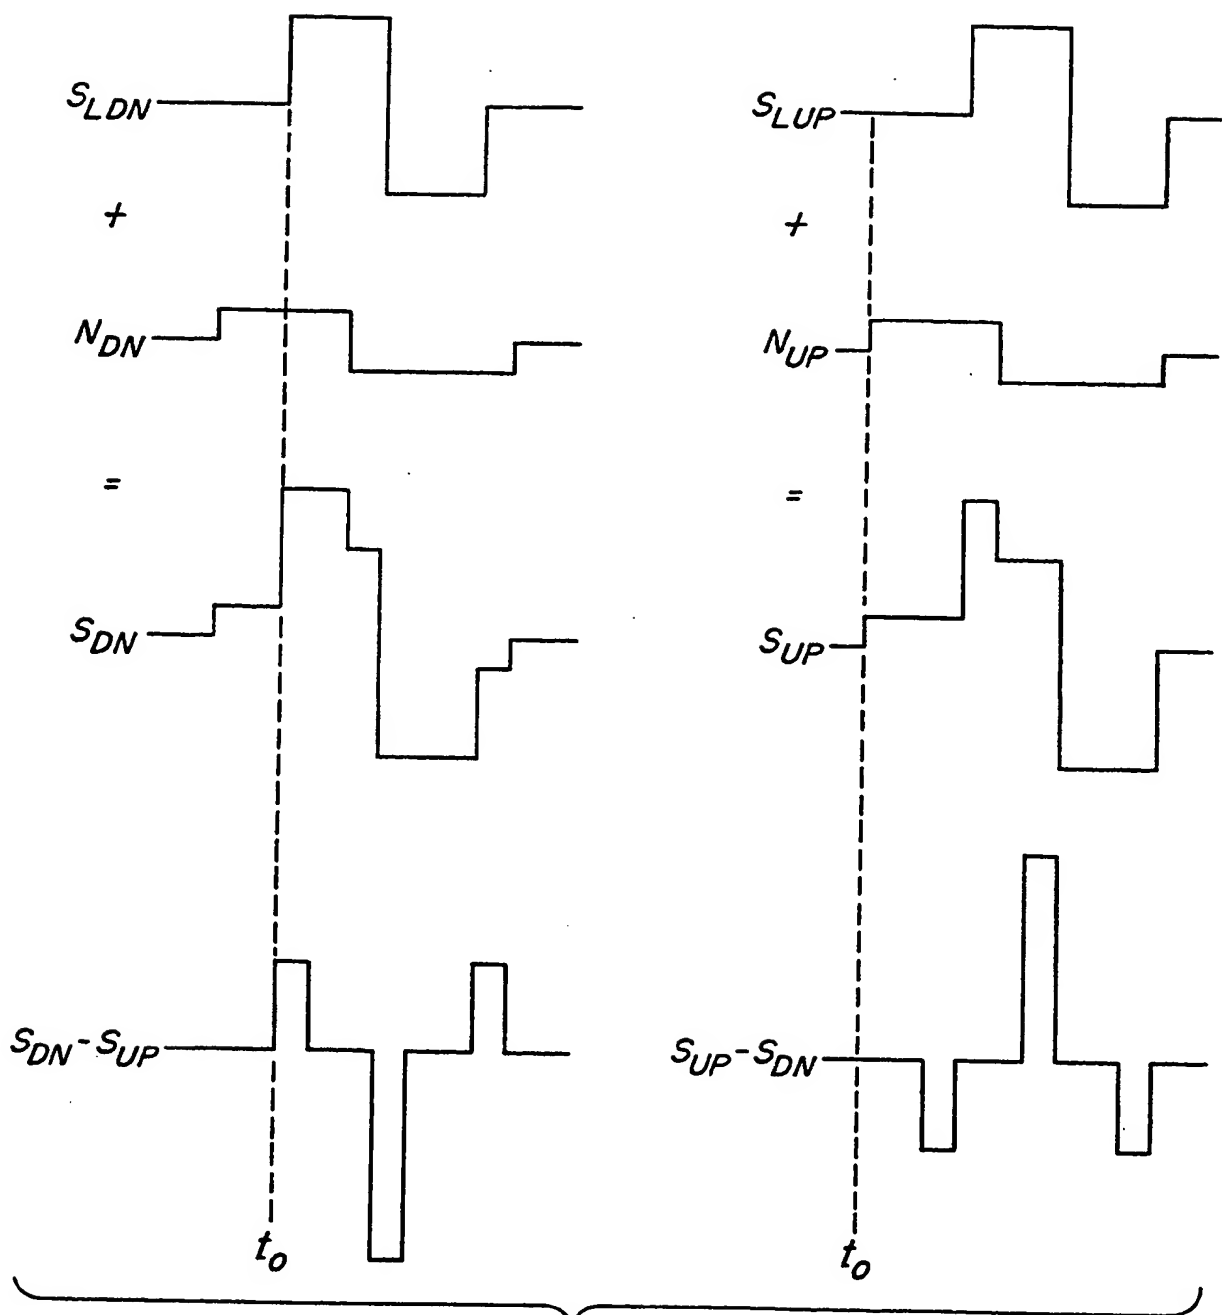 S_LDN
+
N_DN
=
S_DN
S_DN - S_UP
t_o
S_LUP
+
N_UP
=
S_UP
S_UP - S_DN
t_o